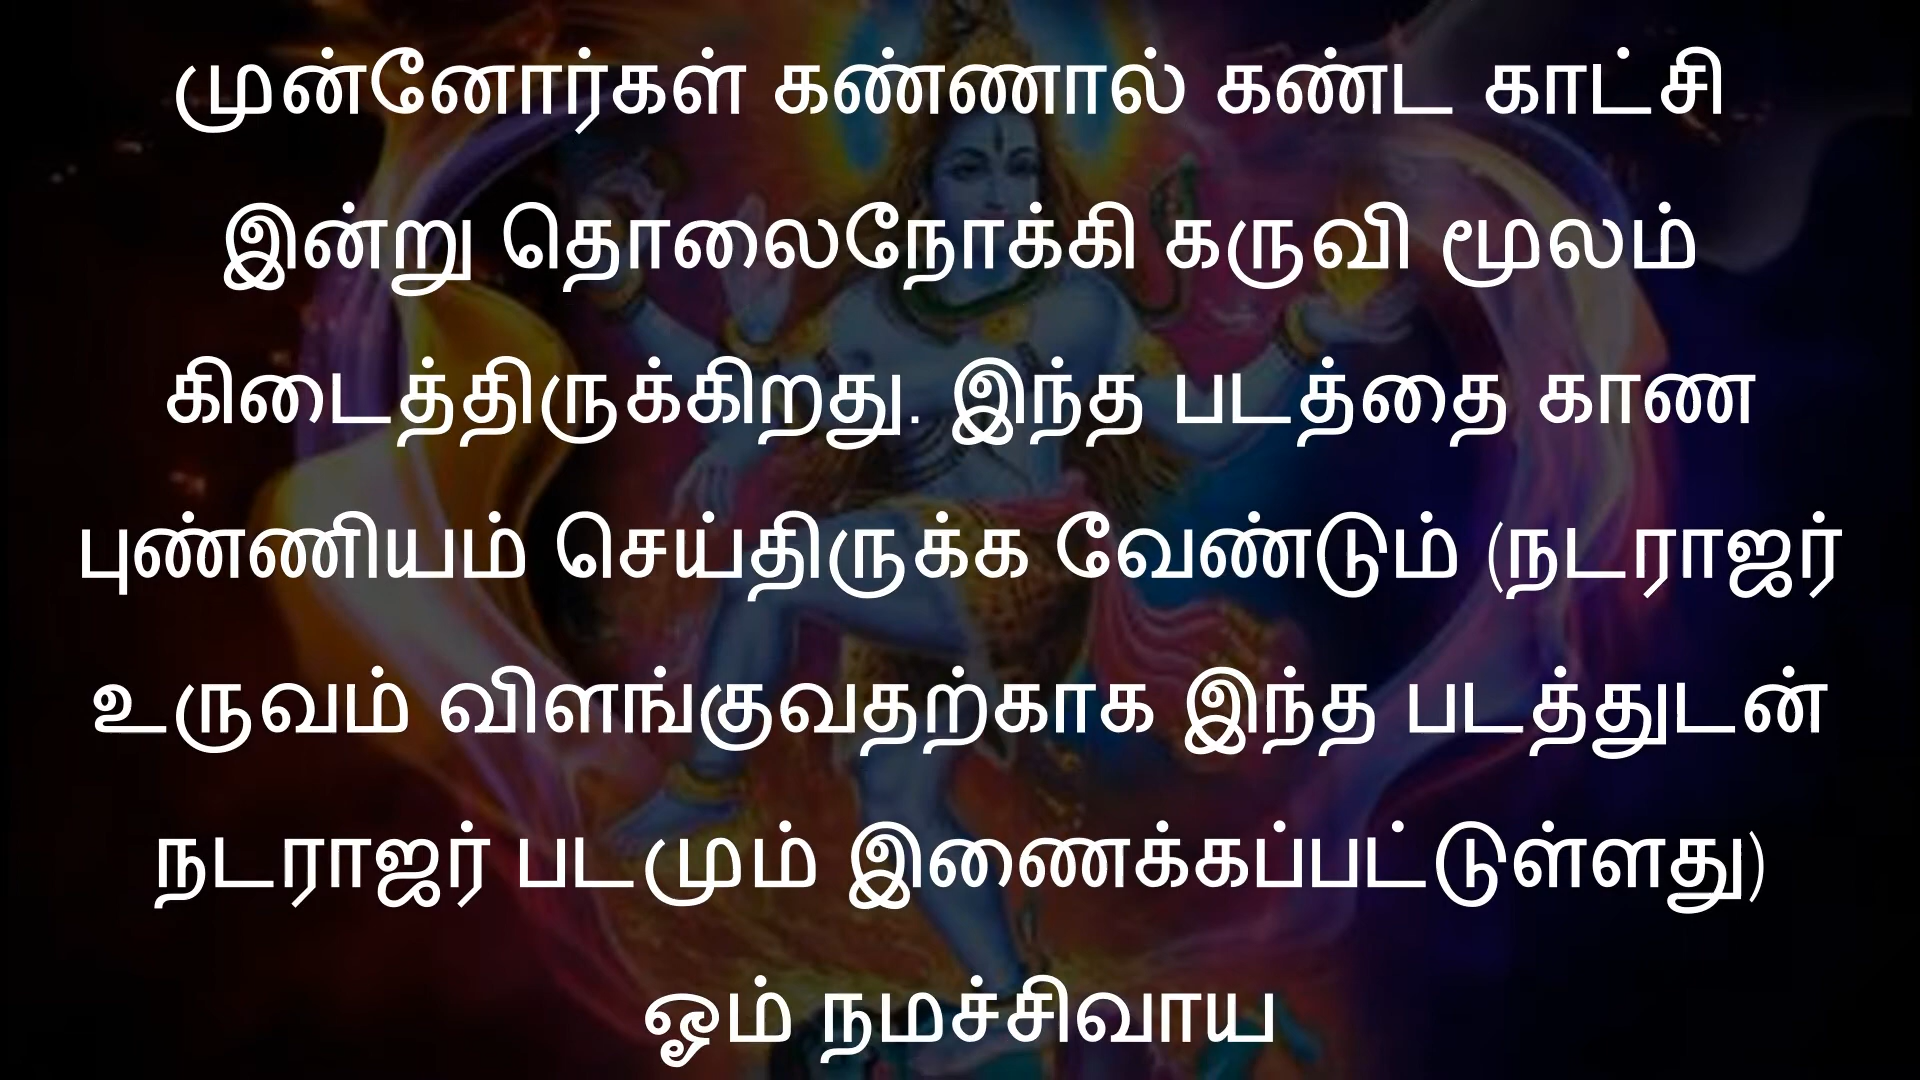 முன்னோர்கள் கண்ணால் கண்ட காட்சி
இன்று தொலைநோக்கி கருவி மூலம்
கிடைத்திருக்கிறது. இந்த படத்தை காண
புண்ணியம் செய்திருக்க வேண்டும் (நடராஜர்
உருவம் விளங்குவதற்காக இந்த படத்துடன்
நடராஜர் படமும் இணைக்கப்பட்டுள்ளது)
ஓம் நமச்சிவாய